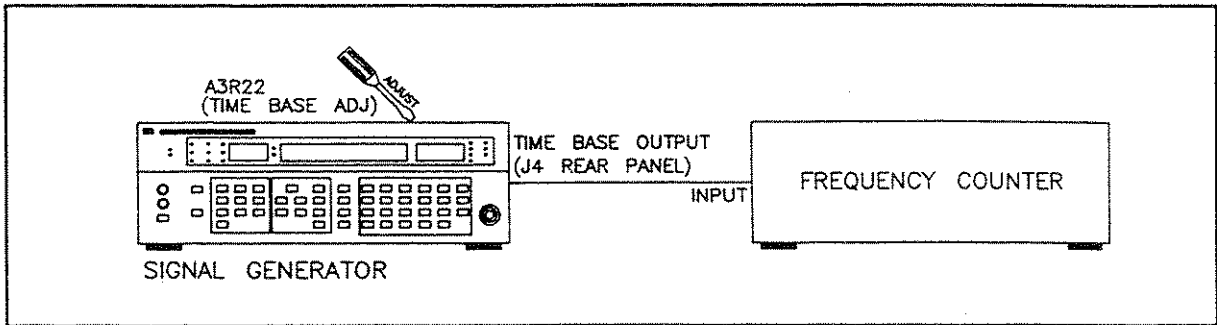 A3R22
(TIME BASE ADJ)
ADJUST
TIME BASE OUTPUT
(J4 REAR PANEL)
INPUT
FREQUENCY COUNTER
SIGNAL GENERATOR